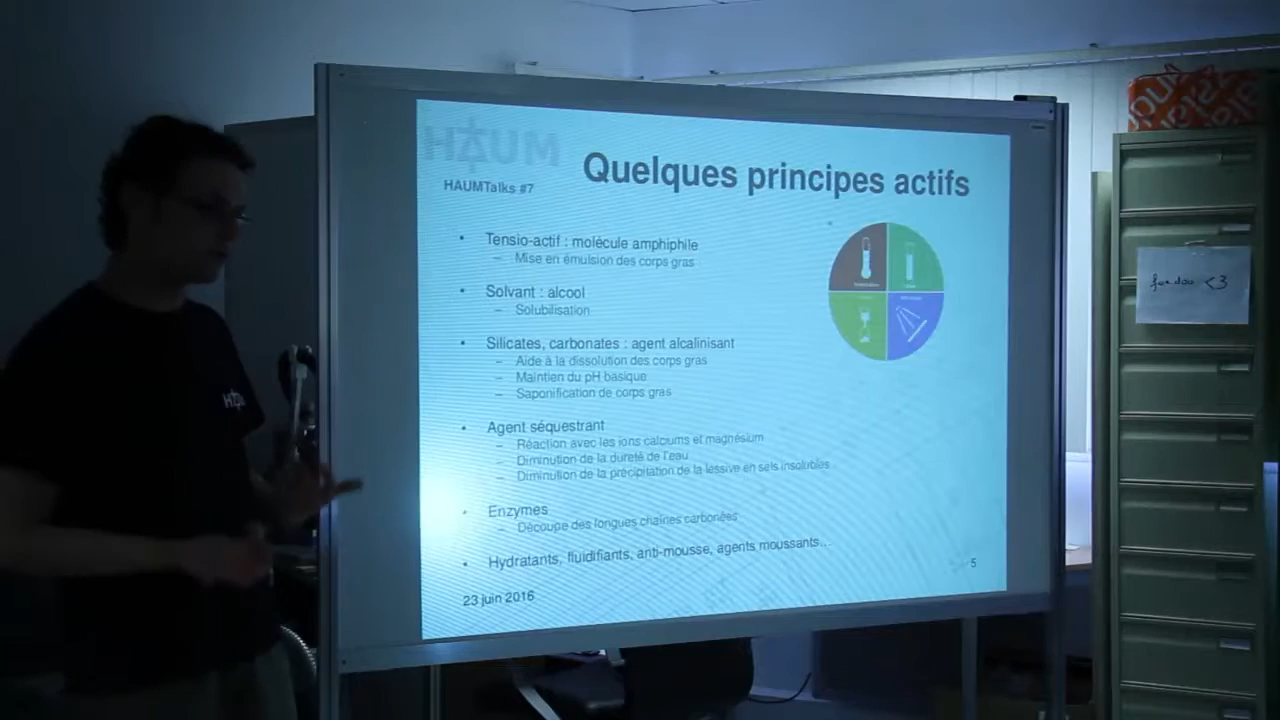 HAUM
HAUMTalks #7
Quelques principes actifs
• Tensio-actif : molécule amphiphile
– Mise en émulsion des corps gras
• Solvant : alcool
– Solubilisation
• Silicates, carbonates : agent alcalinisant
– Aide à la dissolution des corps gras
– Maintien du pH basique
– Saponification de corps gras
• Agent séquestrant
– Réaction avec les ions calciums et magnésium
– Diminution de la dureté de l'eau
– Diminution de la précipitation de la lessive en sels insolubles
• Enzymes
– Découpe des longues chaînes carbonées
• Hydratants, fluidifiants, anti-mousse, agents moussants...
23 juin 2016
5
HAUM
<3